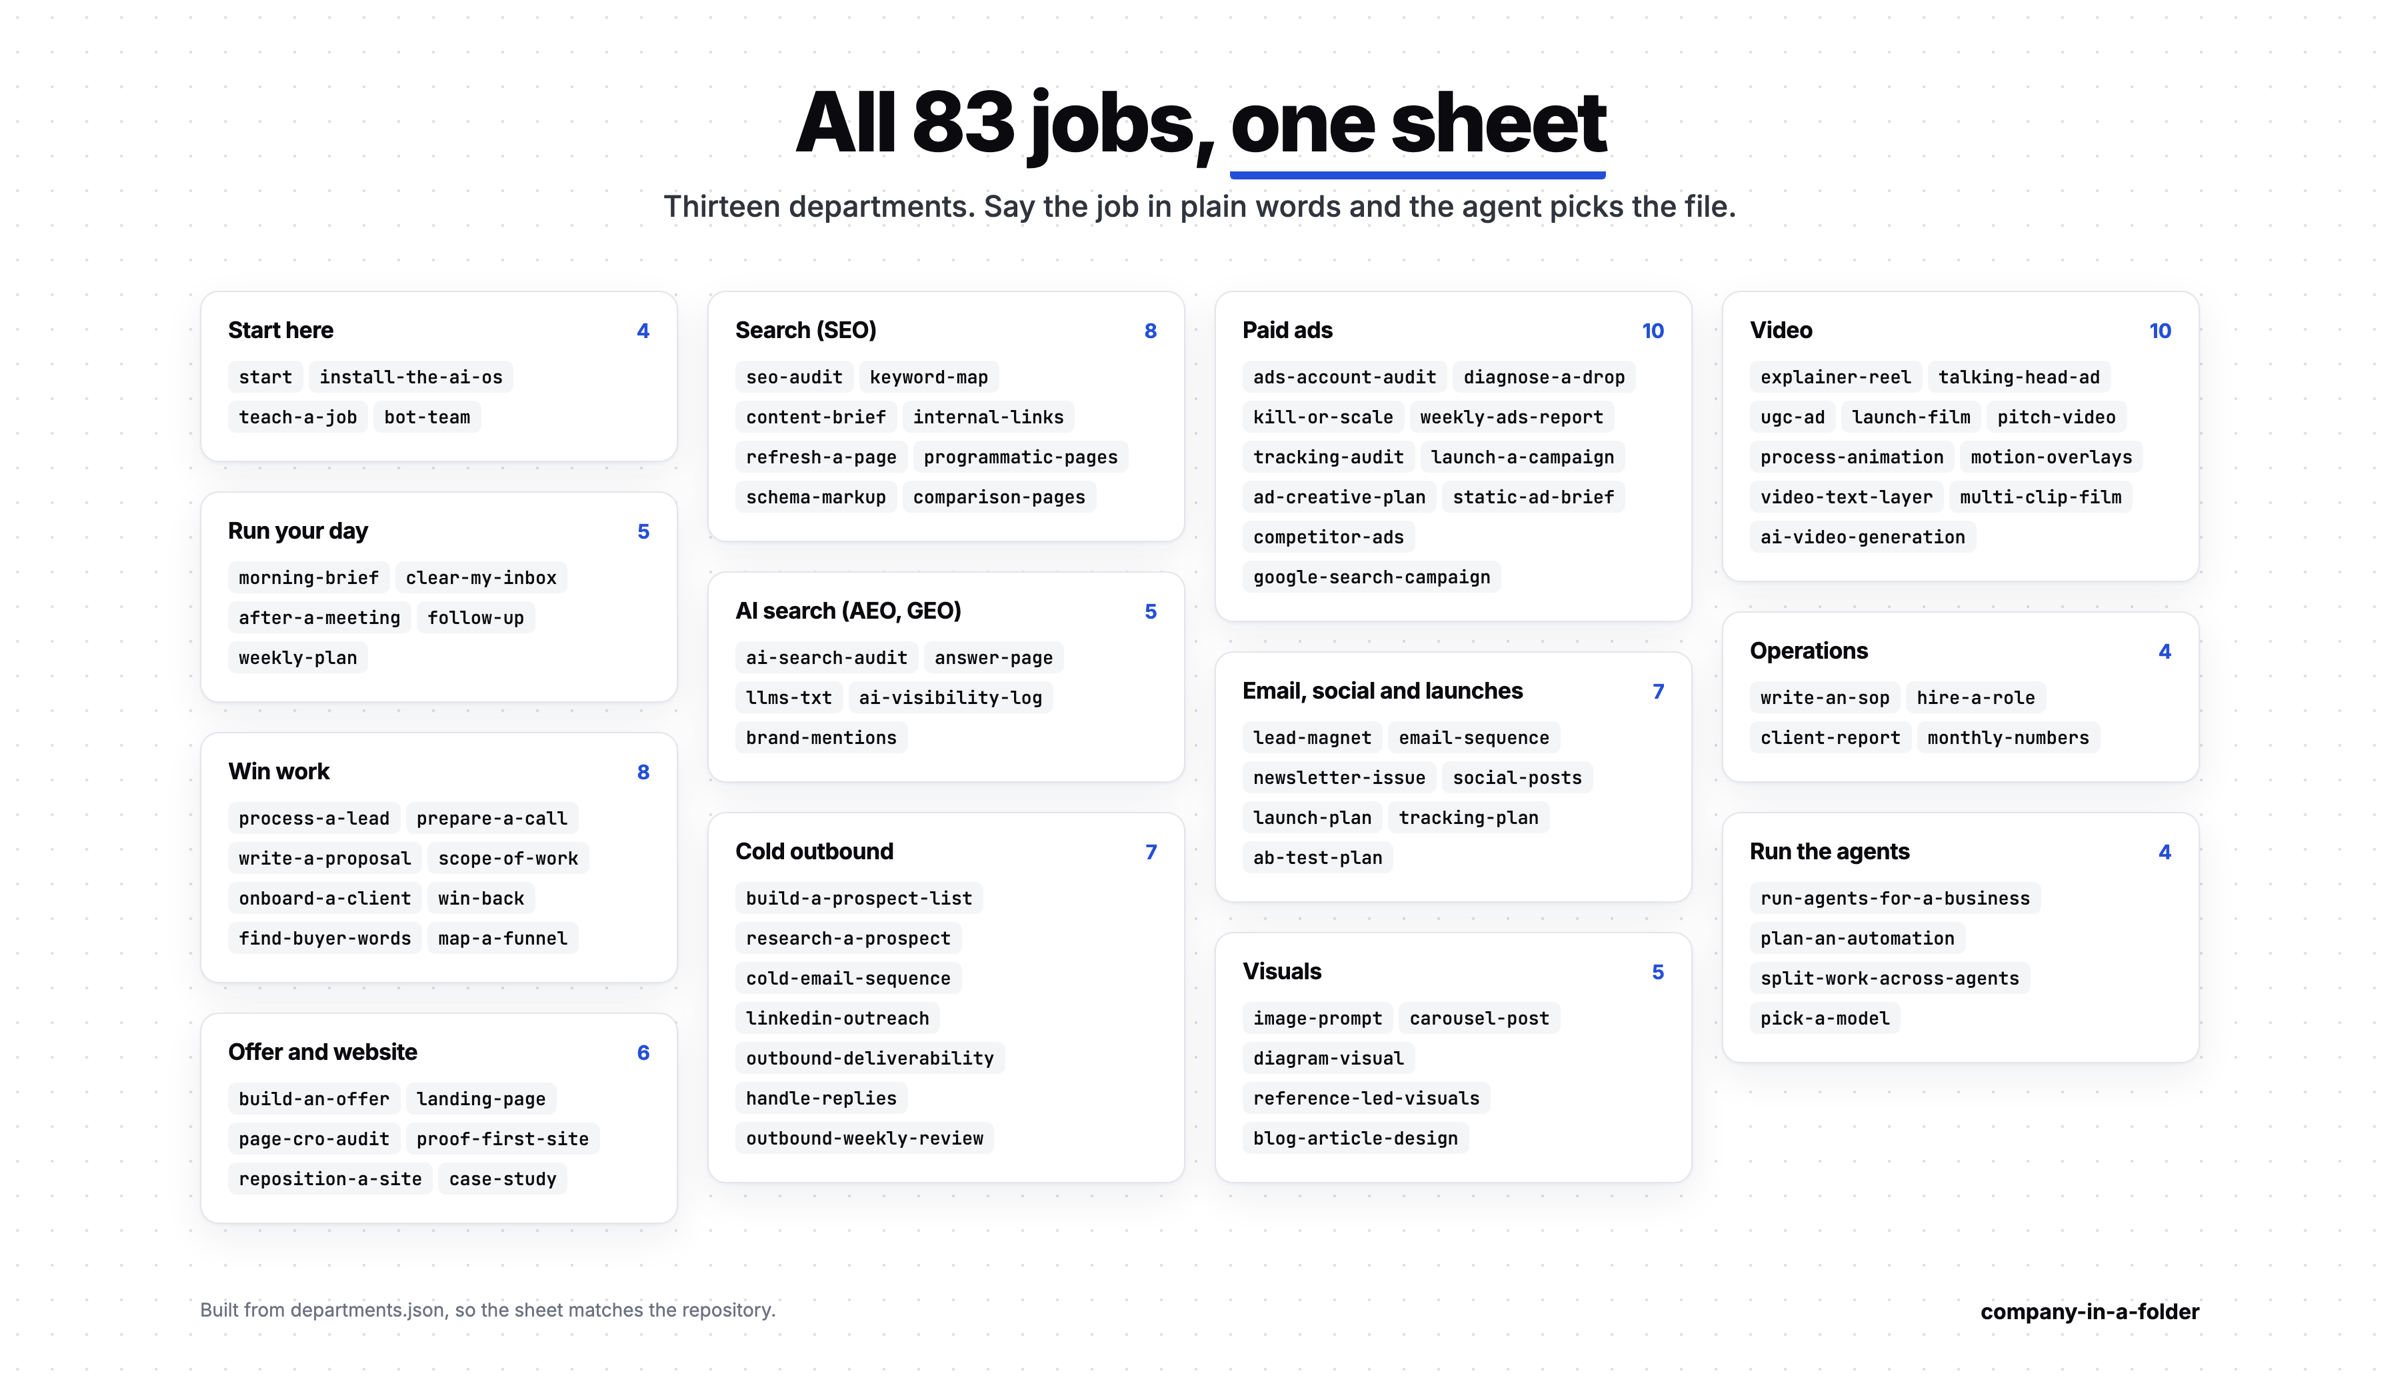 All 83 jobs, one sheet
Thirteen departments. Say the job in plain words and the agent picks the file.
Start here 4
start install-the-ai-os
teach-a-job bot-team
Run your day 5
morning-brief clear-my-inbox
after-a-meeting follow-up
weekly-plan
Win work 8
process-a-lead prepare-a-call
write-a-proposal scope-of-work
onboard-a-client win-back
find-buyer-words map-a-funnel
Offer and website 6
build-an-offer landing-page
page-cro-audit proof-first-site
reposition-a-site case-study
Search (SEO) 8
seo-audit keyword-map
content-brief internal-links
refresh-a-page programmatic-pages
schema-markup comparison-pages
AI search (AEO, GEO) 5
ai-search-audit answer-page
llms-txt ai-visibility-log
brand-mentions
Cold outbound 7
build-a-prospect-list
research-a-prospect
cold-email-sequence
linkedin-outreach
outbound-deliverability
handle-replies
outbound-weekly-review
Paid ads 10
ads-account-audit diagnose-a-drop
kill-or-scale weekly-ads-report
tracking-audit launch-a-campaign
ad-creative-plan static-ad-brief
competitor-ads
google-search-campaign
Email, social and launches 7
lead-magnet email-sequence
newsletter-issue social-posts
launch-plan tracking-plan
ab-test-plan
Visuals 5
image-prompt carousel-post
diagram-visual
reference-led-visuals
blog-article-design
Video 10
explainer-reel talking-head-ad
ugc-ad launch-film pitch-video
process-animation motion-overlays
video-text-layer multi-clip-film
ai-video-generation
Operations 4
write-an-sop hire-a-role
client-report monthly-numbers
Run the agents 4
run-agents-for-a-business
plan-an-automation
split-work-across-agents
pick-a-model
Built from departments.json, so the sheet matches the repository.
company-in-a-folder